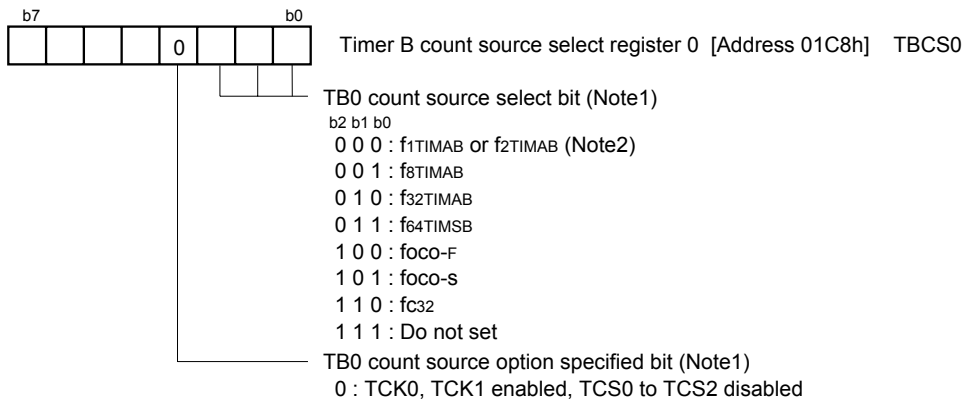 b7 b0
0
Timer B count source select register 0 [Address 01C8h] TBCS0
TB0 count source select bit (Note1)
b2 b1 b0
0 0 0 : f1TIMAB or f2TIMAB (Note2)
0 0 1 : f8TIMAB
0 1 0 : f32TIMAB
0 1 1 : f64TIMSB
1 0 0 : foco-F
1 0 1 : foco-s
1 1 0 : fc32
1 1 1 : Do not set
TB0 count source option specified bit (Note1)
0 : TCK0, TCK1 enabled, TCS0 to TCS2 disabled